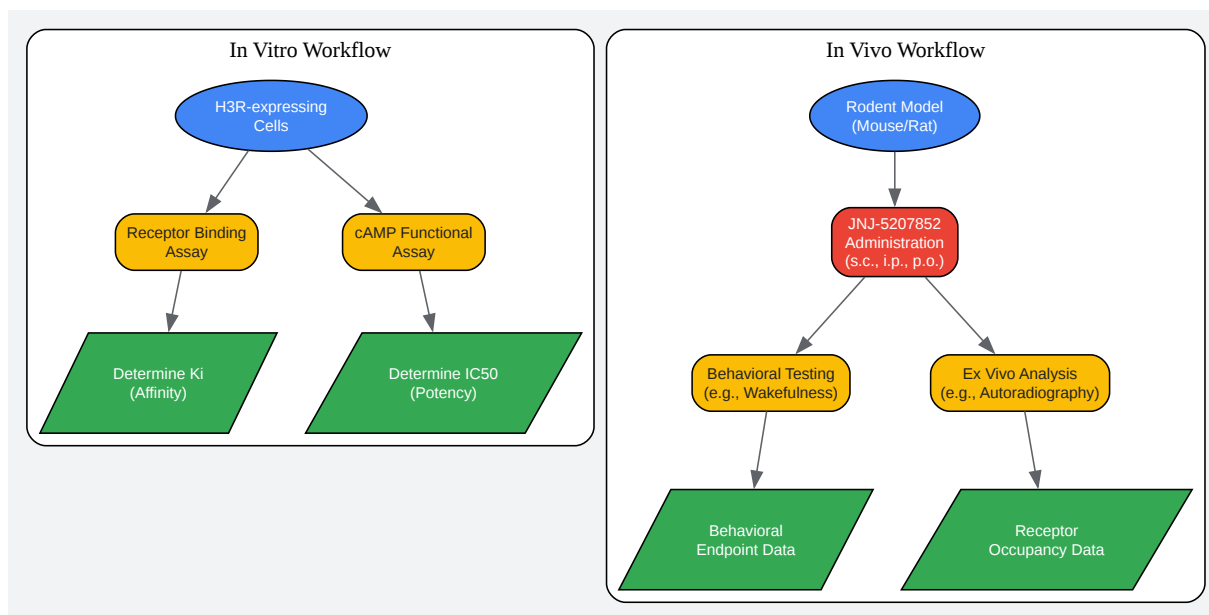 In Vitro Workflow
H3R-expressing
Cells
Receptor Binding
Assay
cAMP Functional
Assay
Determine Ki
(Affinity)
Determine IC50
(Potency)
In Vivo Workflow
Rodent Model
(Mouse/Rat)
JNJ-5207852
Administration
(s.c., i.p., p.o.)
Behavioral Testing
(e.g., Wakefulness)
Ex Vivo Analysis
(e.g., Autoradiography)
Behavioral
Endpoint Data
Receptor
Occupancy Data